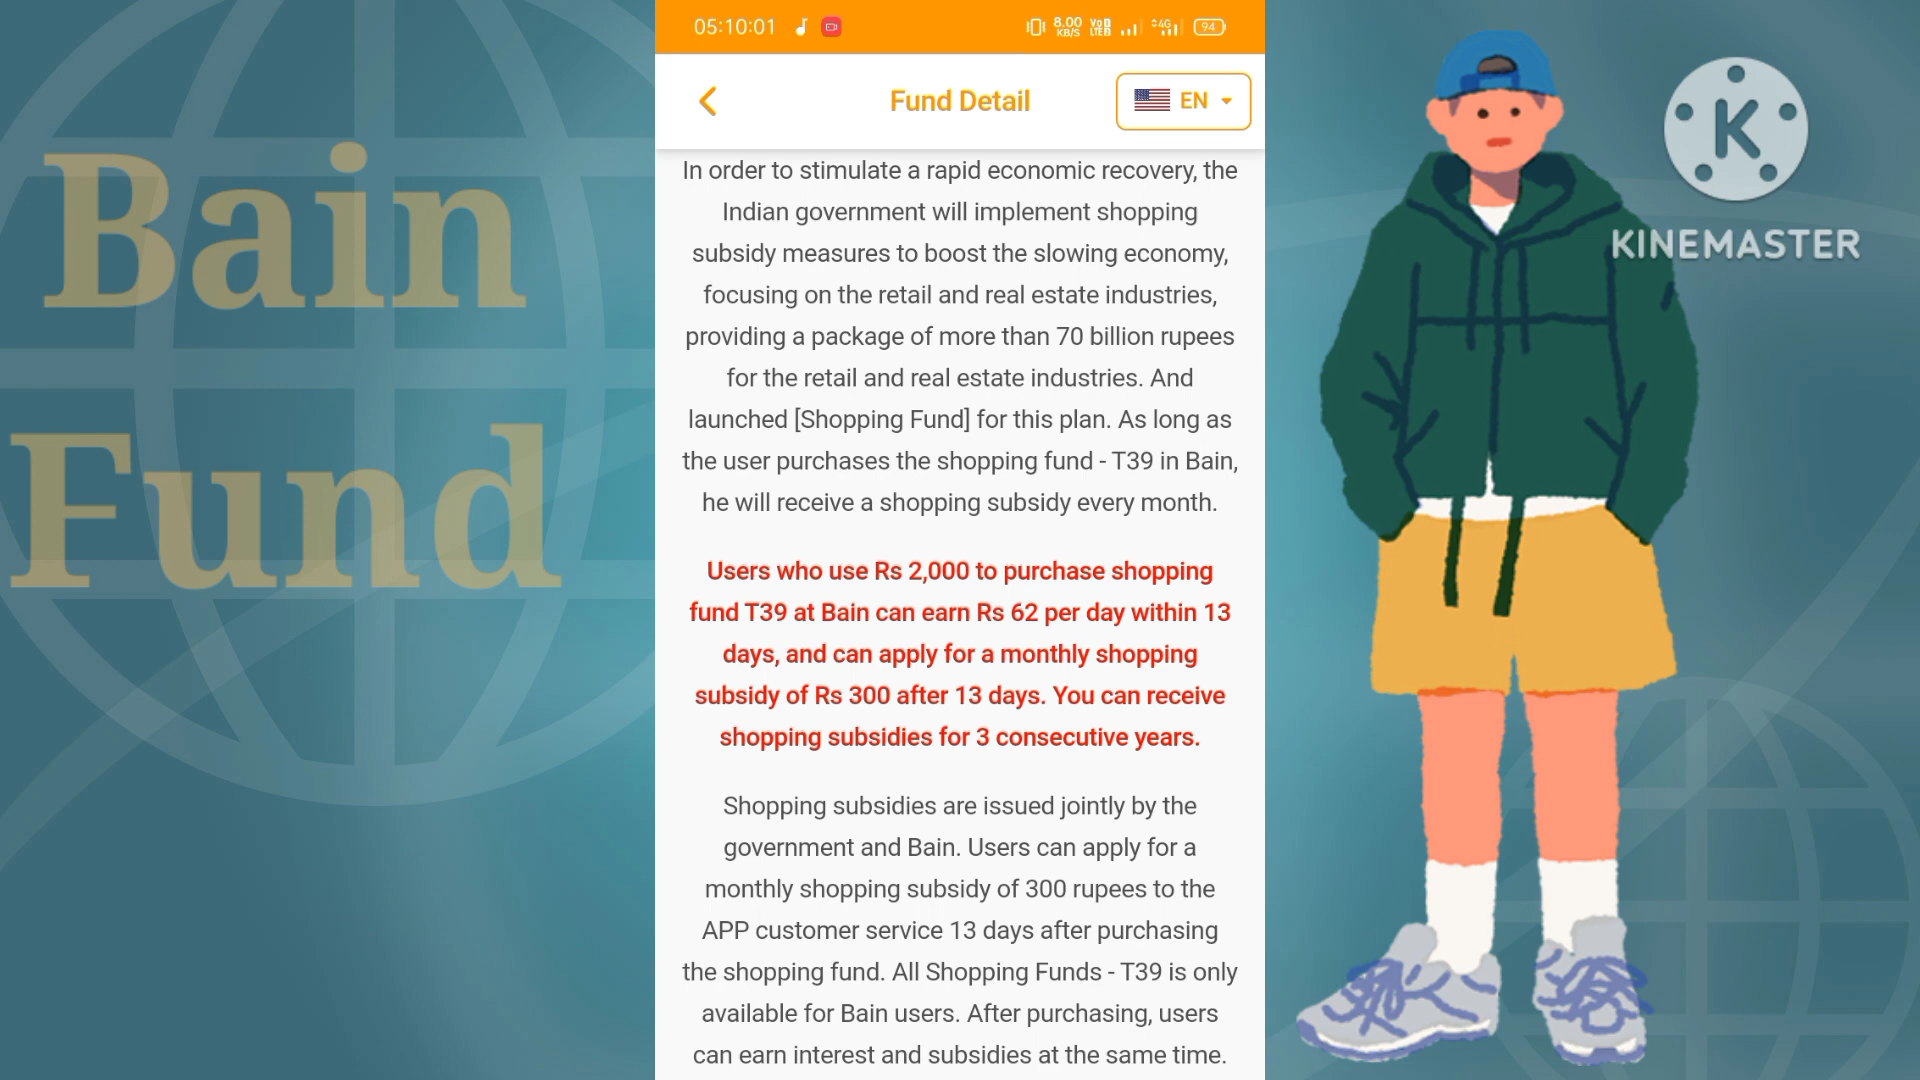 Bain
Fund
05:10:01
8.00
KB/S
Vo
LTE2
4G
94
Fund Detail
EN
In order to stimulate a rapid economic recovery, the
Indian government will implement shopping
subsidy measures to boost the slowing economy,
focusing on the retail and real estate industries,
providing a package of more than 70 billion rupees
for the retail and real estate industries. And
launched [Shopping Fund] for this plan. As long as
the user purchases the shopping fund - T39 in Bain,
he will receive a shopping subsidy every month.
Users who use Rs 2,000 to purchase shopping
fund T39 at Bain can earn Rs 62 per day within 13
days, and can apply for a monthly shopping
subsidy of Rs 300 after 13 days. You can receive
shopping subsidies for 3 consecutive years.
Shopping subsidies are issued jointly by the
government and Bain. Users can apply for a
monthly shopping subsidy of 300 rupees to the
APP customer service 13 days after purchasing
the shopping fund. All Shopping Funds - T39 is only
available for Bain users. After purchasing, users
can earn interest and subsidies at the same time.
K
KINEMASTER